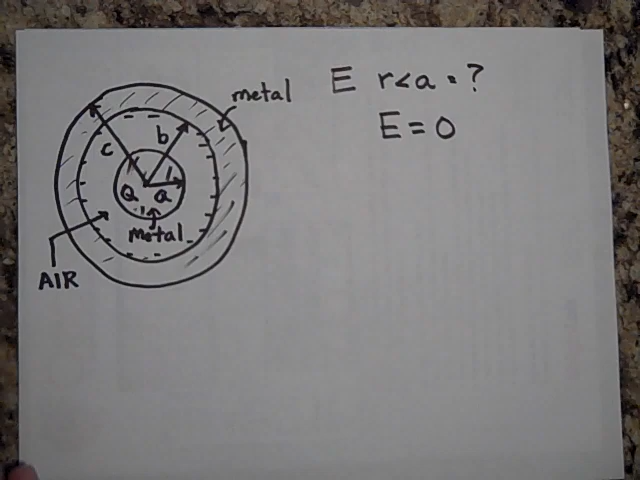 E r<a = ?
E = 0
metal
c
b
Q
a
metal
AIR